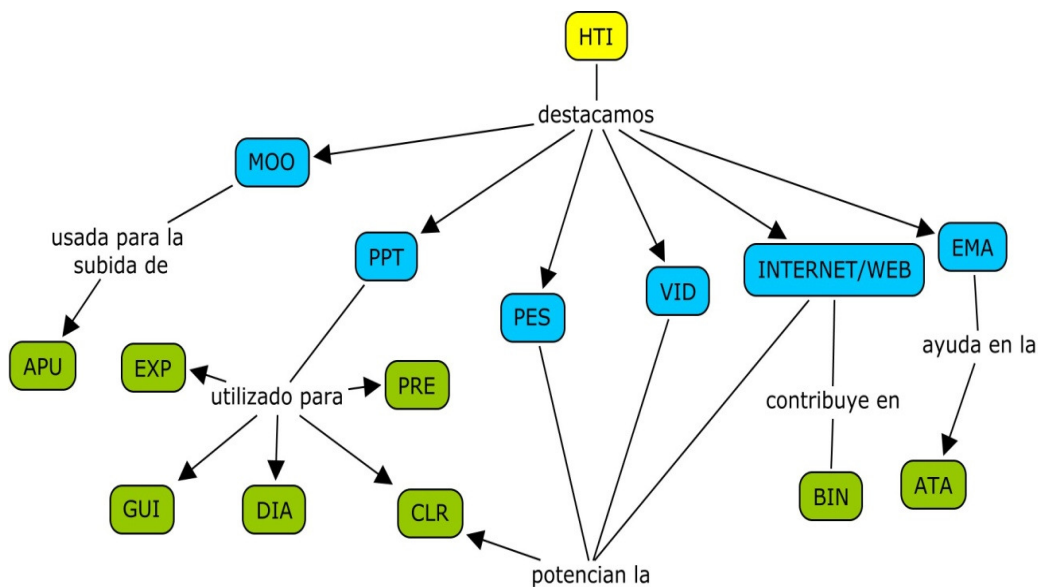 HTI
destacamos
MOO
usada para la
subida de
PPT
PES
VID
INTERNET/WEB
EMA
APU
EXP
utilizado para
PRE
ayuda en la
contribuye en
GUI
DIA
CLR
BIN
ATA
potencian la